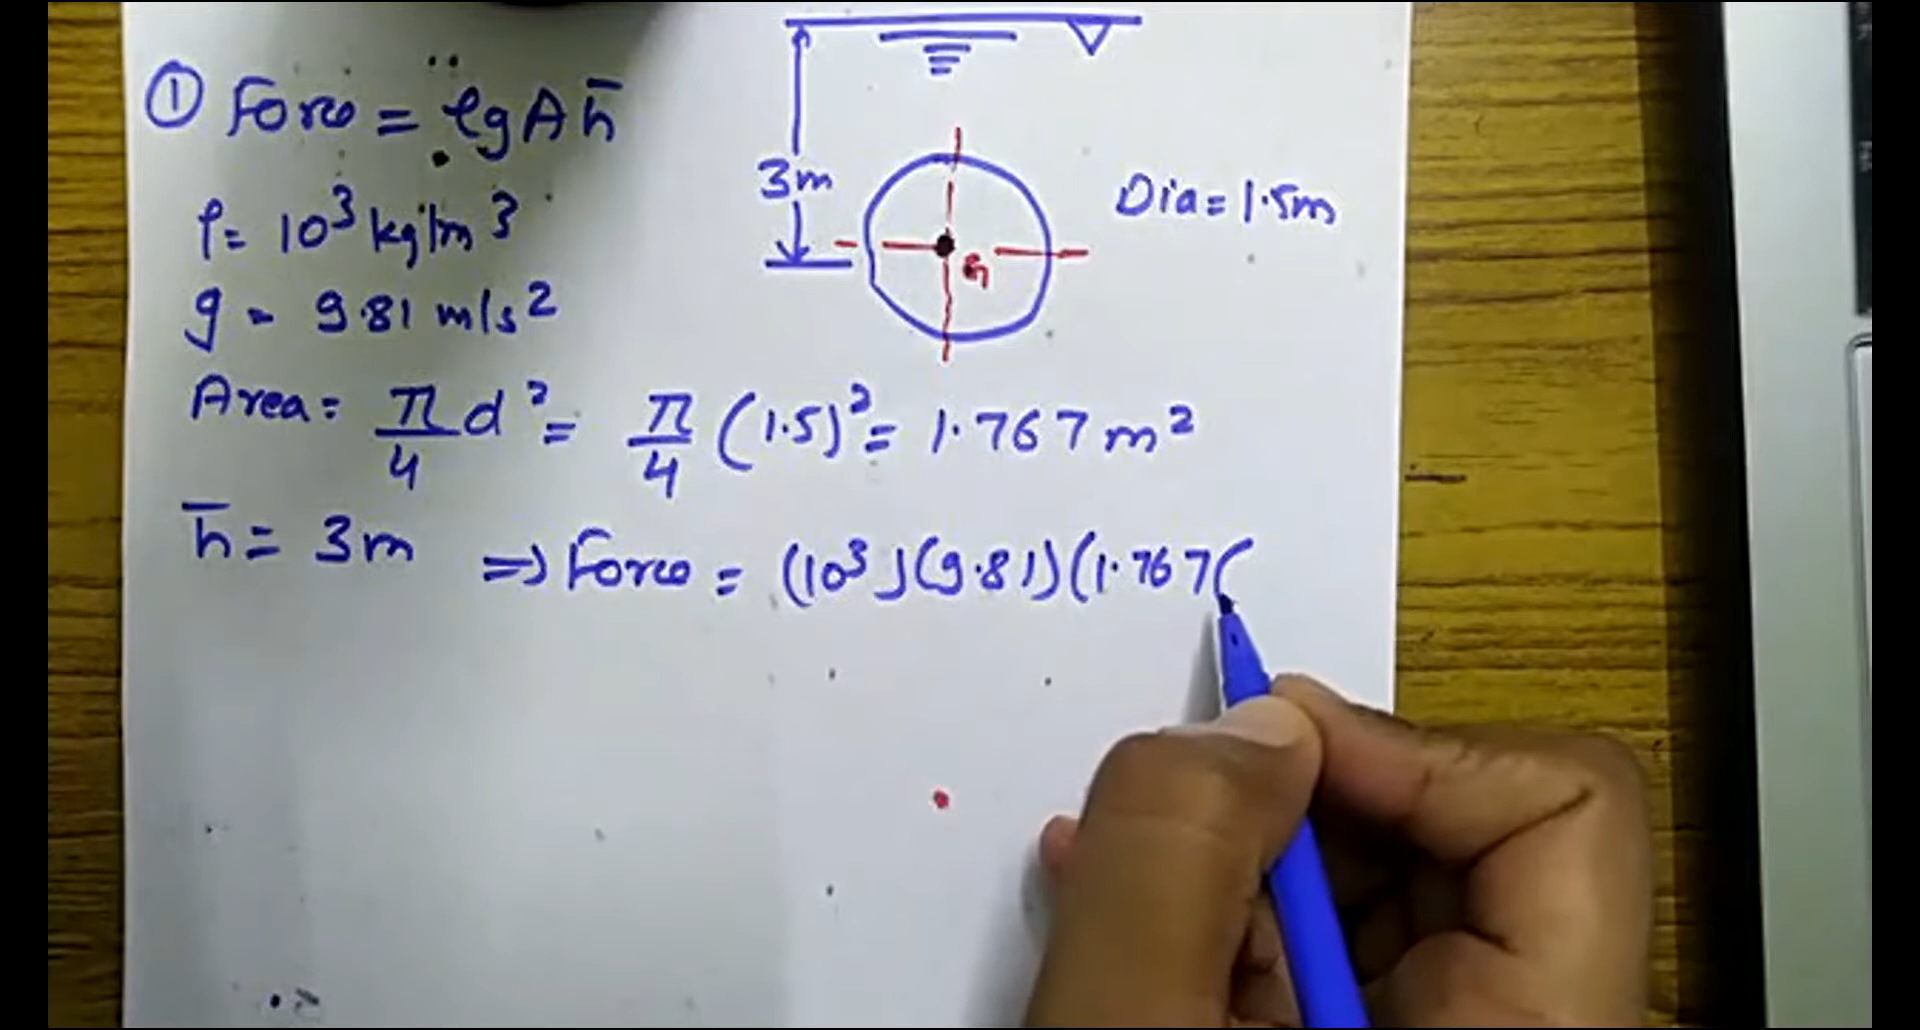 ① Force = ρgAh̄
ρ = 10³ kg/m³
g = 9.81 m/s²
3m
G
Dia = 1.5m
Area = π/4 d² = π/4 (1.5)² = 1.767 m²
h̄ = 3m ⇒ Force = (10³)(9.81)(1.767(